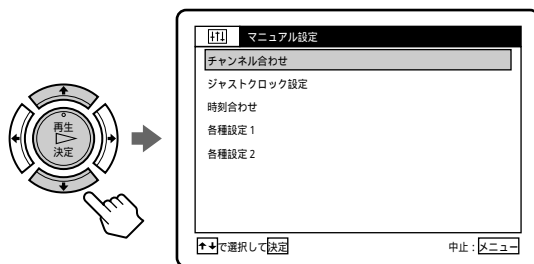 再生
決定
マニュアル設定
チャンネル合わせ
ジャストクロック設定
時刻合わせ
各種設定1
各種設定2
↑↓で選択して決定
中止:メニュー